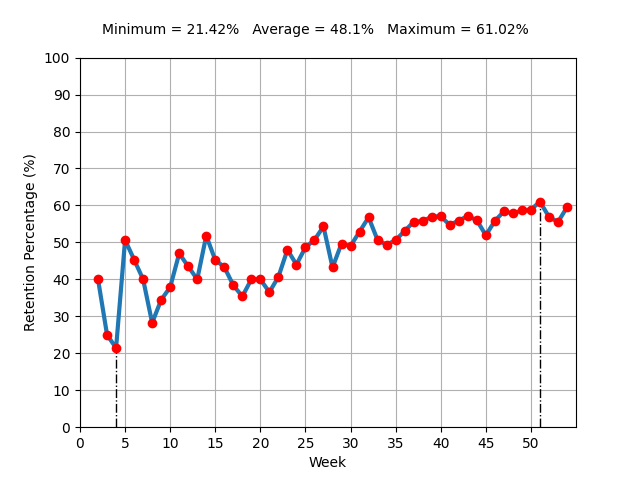 Minimum = 21.42%   Average = 48.1%   Maximum = 61.02%
100
90
80
70
60
50
40
30
20
10
0
Retention Percentage (%)
0 5 10 15 20 25 30 35 40 45 50
Week